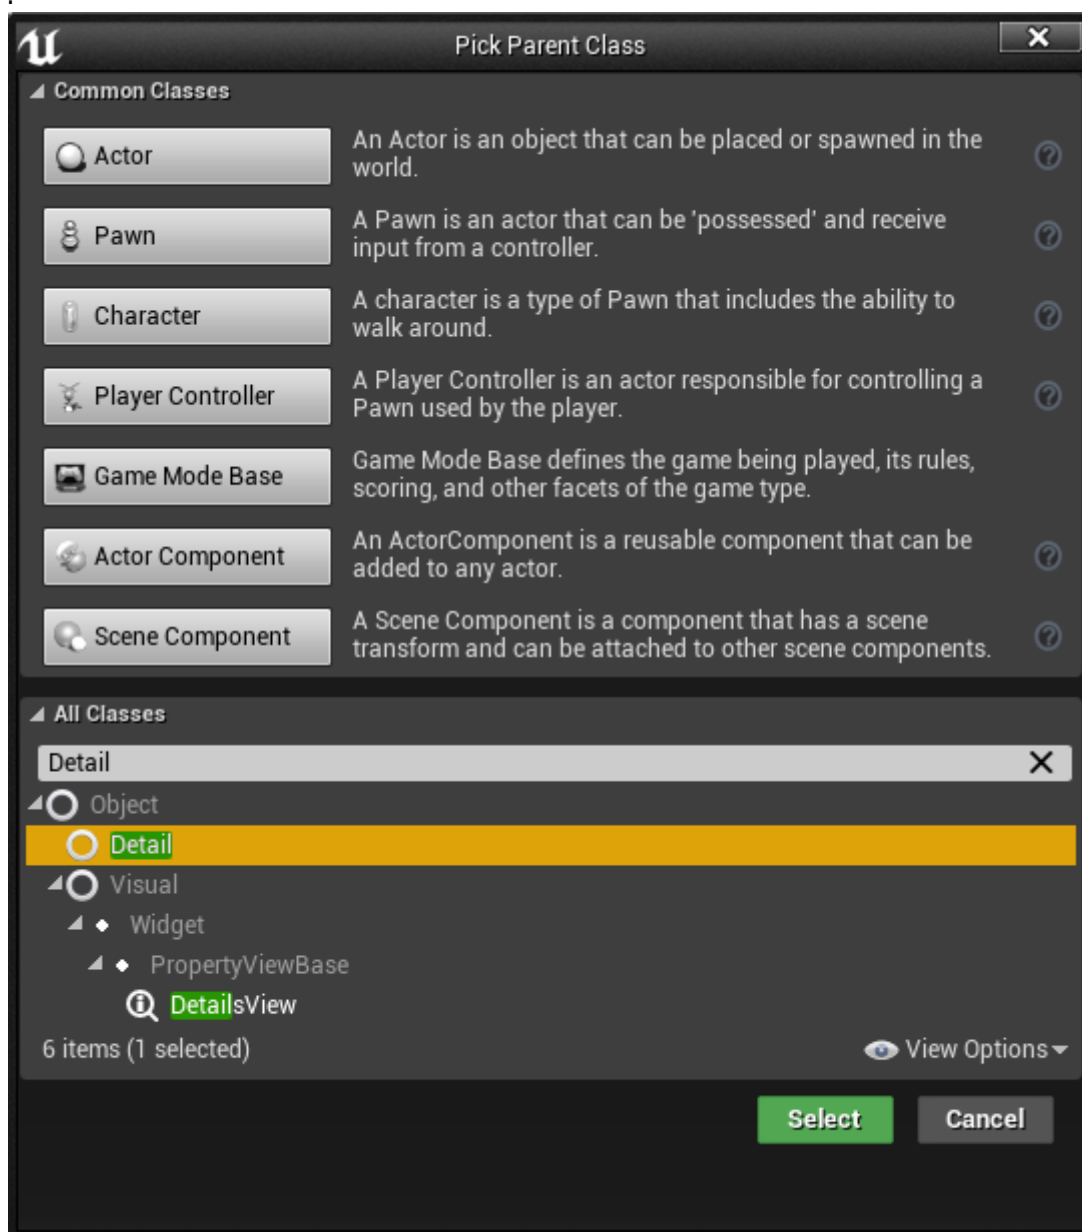 Pick Parent Class
Common Classes
Actor
An Actor is an object that can be placed or spawned in the
world.
Pawn
A Pawn is an actor that can be 'possessed' and receive
input from a controller.
Character
A character is a type of Pawn that includes the ability to
walk around.
Player Controller
A Player Controller is an actor responsible for controlling a
Pawn used by the player.
Game Mode Base
Game Mode Base defines the game being played, its rules,
scoring, and other facets of the game type.
Actor Component
An ActorComponent is a reusable component that can be
added to any actor.
Scene Component
A Scene Component is a component that has a scene
transform and can be attached to other scene components.
All Classes
Detail
Object
Detail
Visual
Widget
PropertyViewBase
DetailsView
6 items (1 selected)
View Options
Select
Cancel